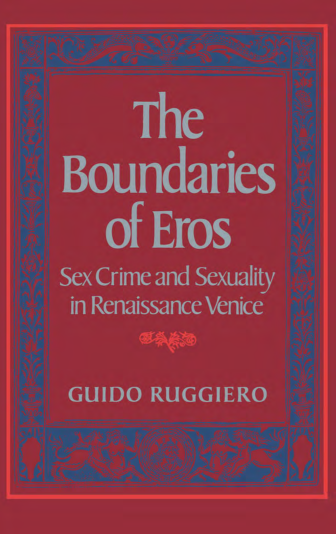 The
Boundaries
of Eros
Sex Crime and Sexuality
in Renaissance Venice
GUIDO RUGGIERO